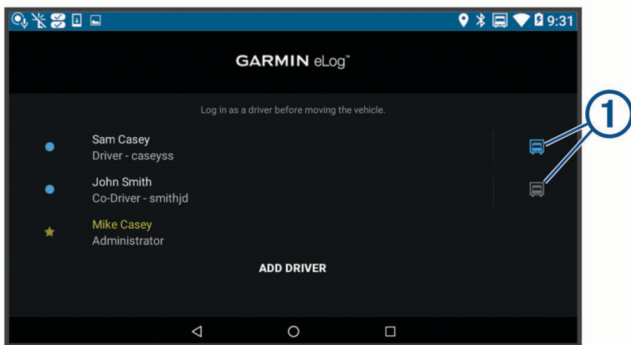 9:31
GARMIN eLog™
Log in as a driver before moving the vehicle.
Sam Casey
Driver - caseyss
John Smith
Co-Driver - smithjd
Mike Casey
Administrator
ADD DRIVER
1